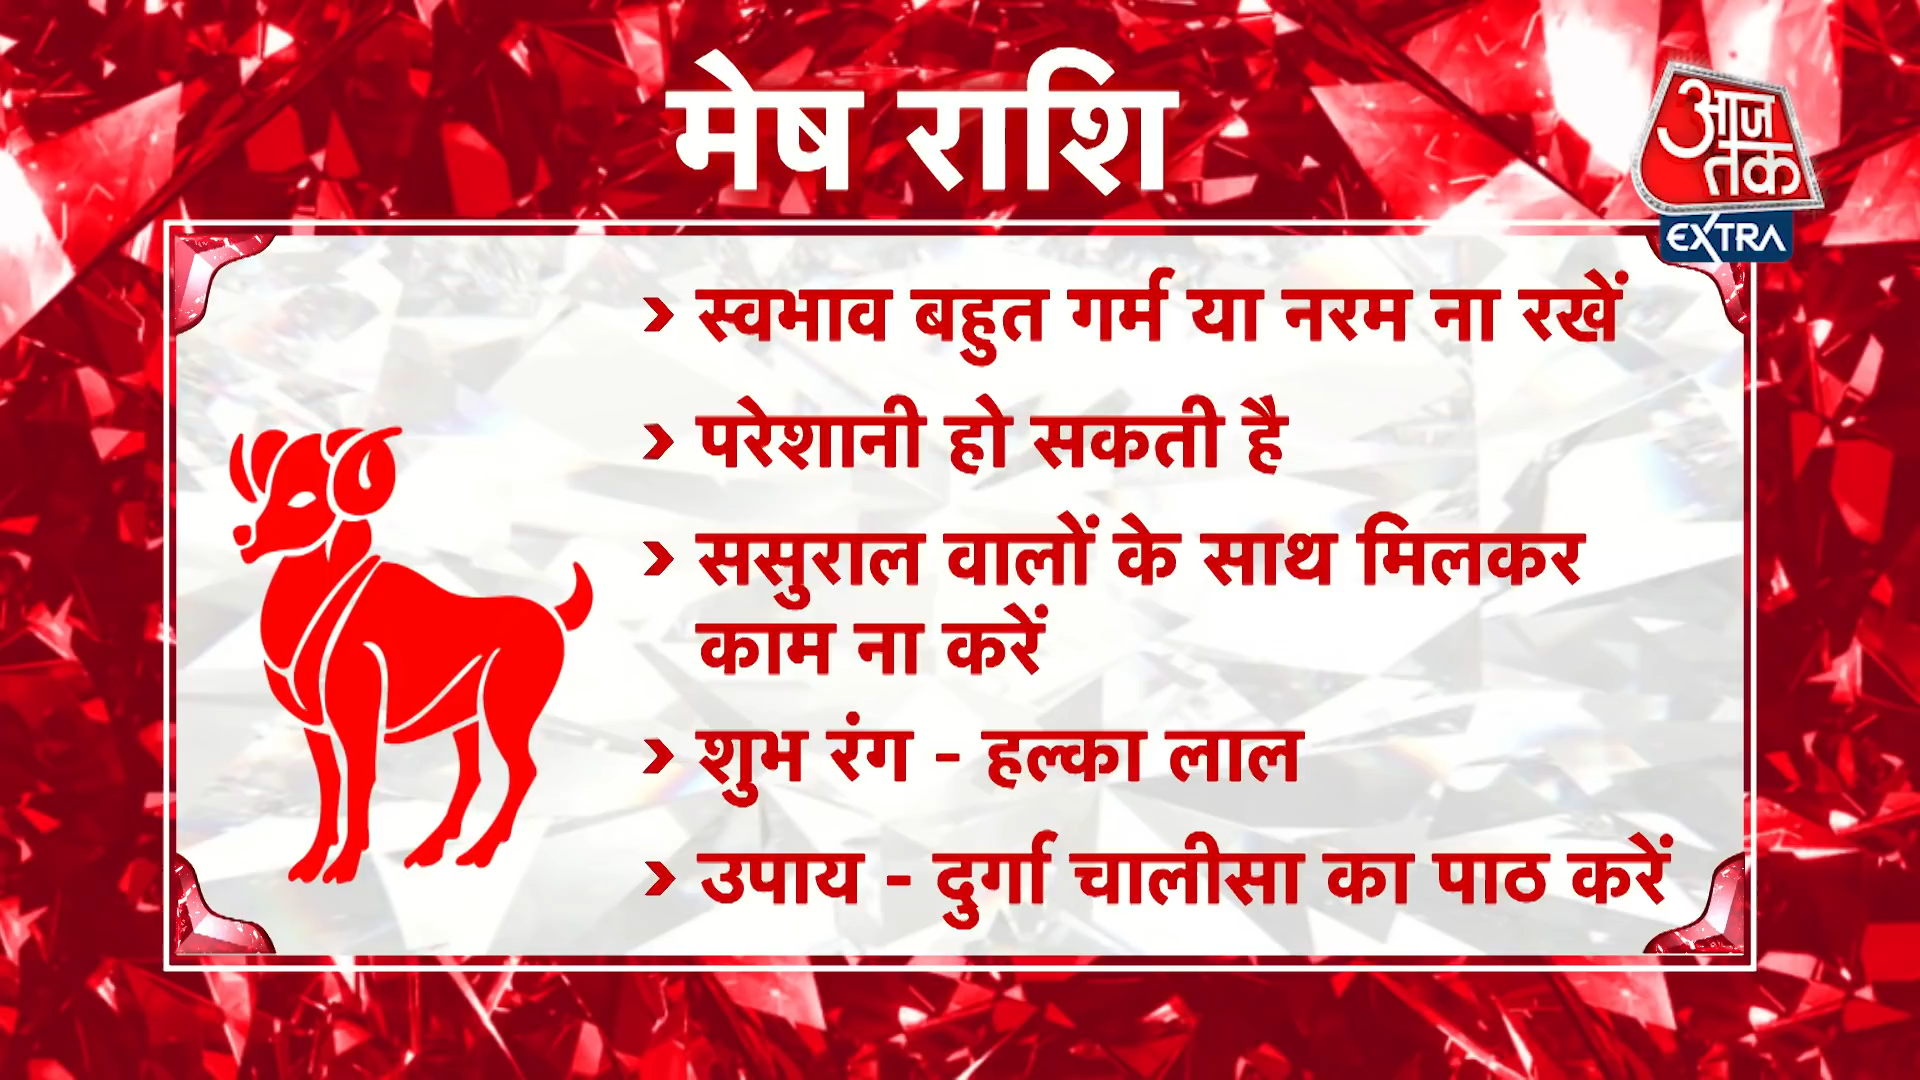 मेष राशि
आज
तक
EXTRA
› स्वभाव बहुत गर्म या नरम ना रखें
› परेशानी हो सकती है
› ससुराल वालों के साथ मिलकर
काम ना करें
› शुभ रंग - हल्का लाल
› उपाय - दुर्गा चालीसा का पाठ करें